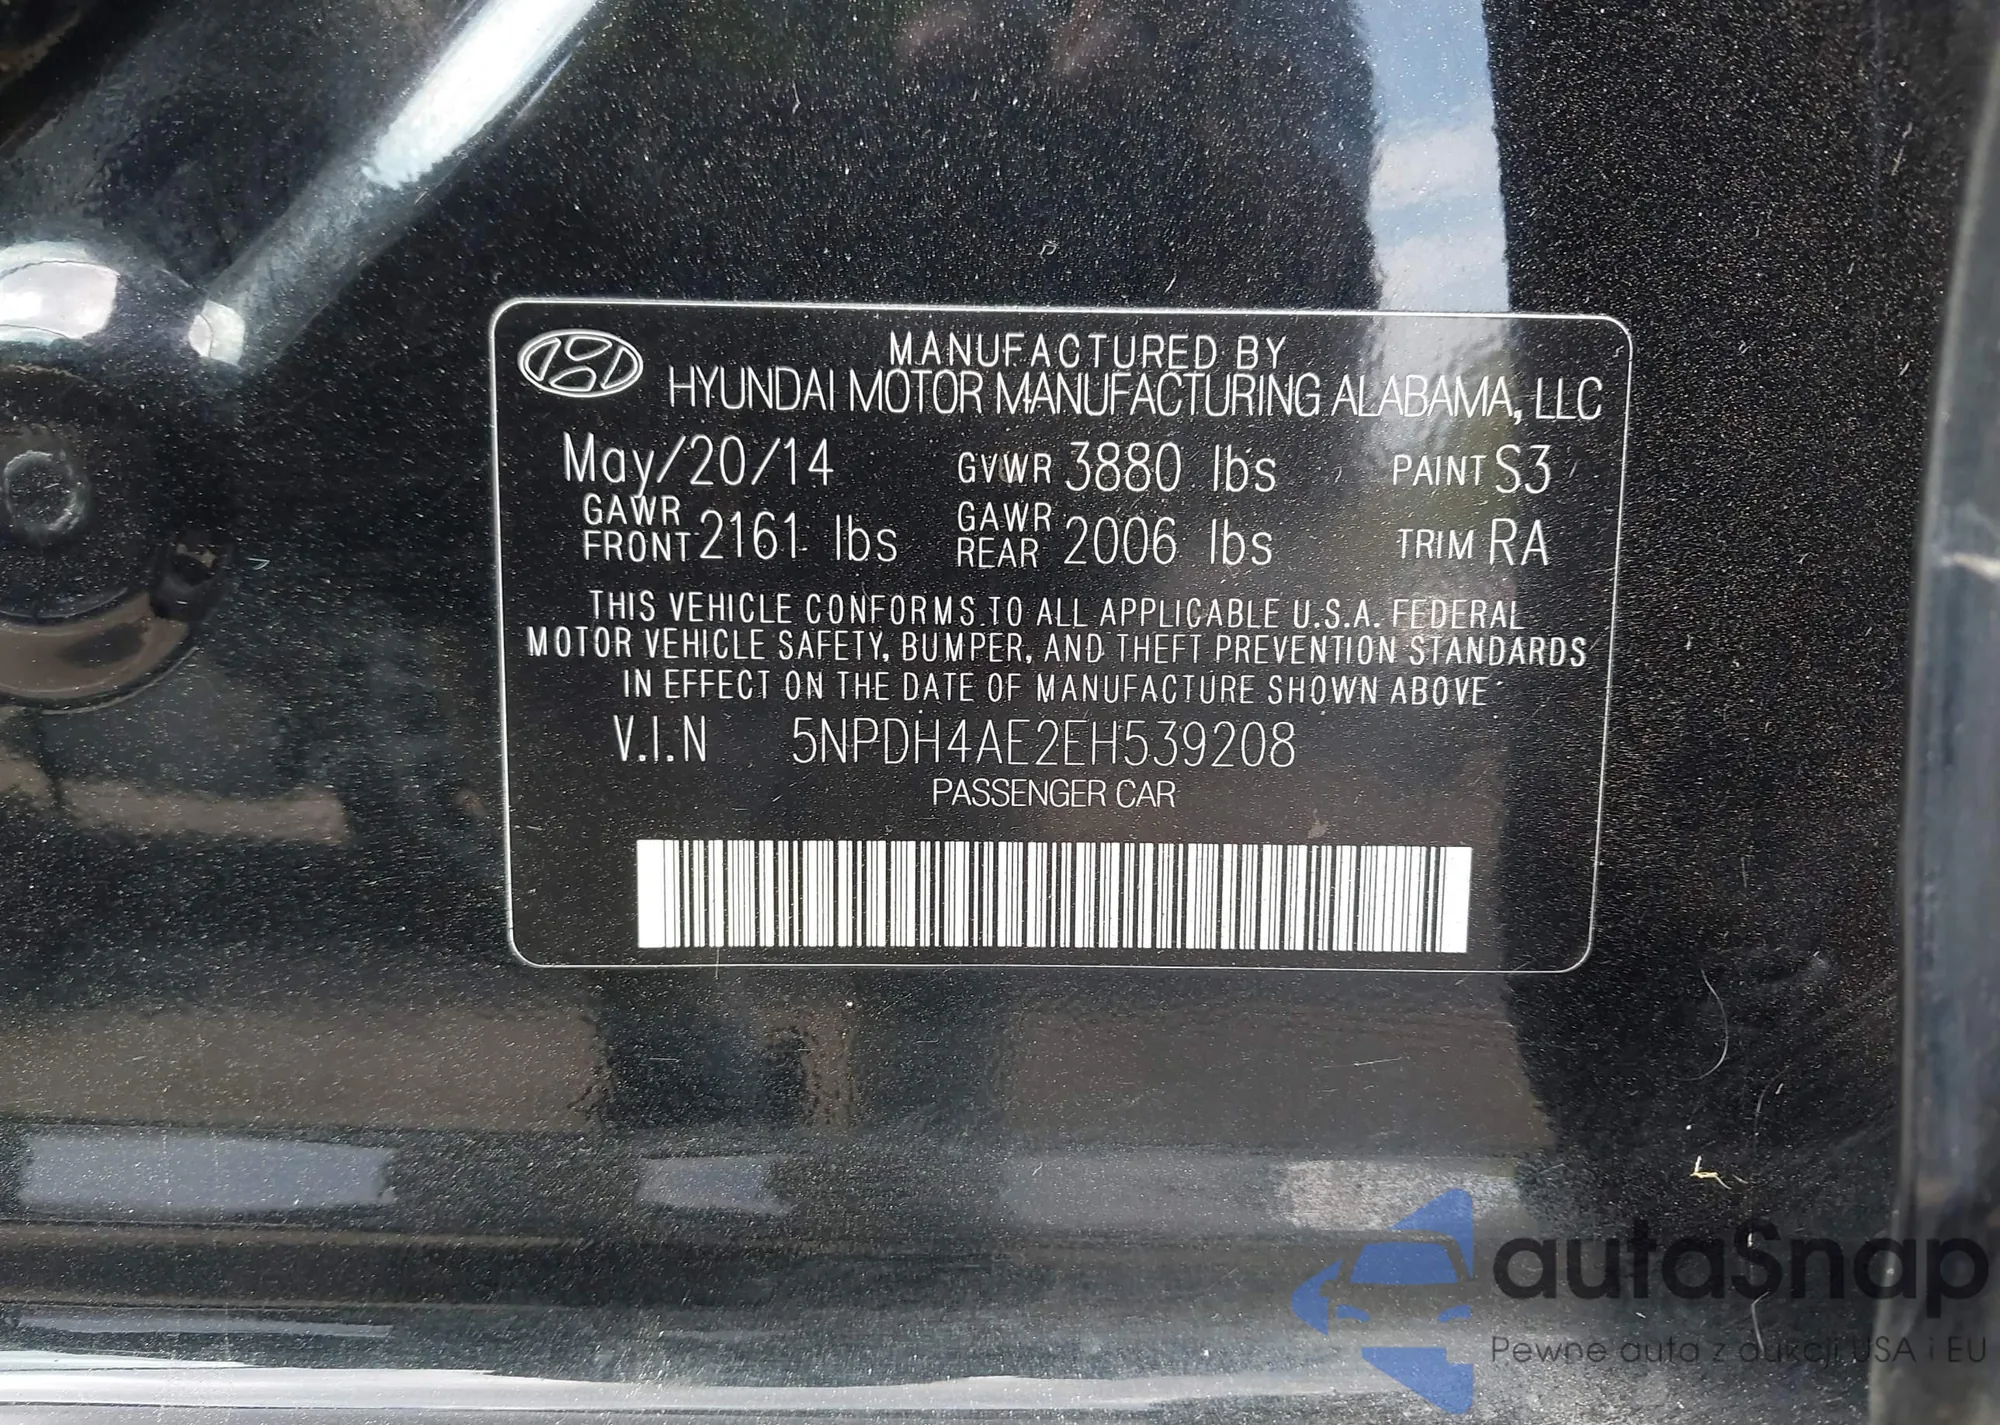 MANUFACTURED BY
HYUNDAI MOTOR MANUFACTURING ALABAMA, LLC
May/20/14 GVWR 3880 lbs PAINT S3
GAWR FRONT 2161 lbs GAWR REAR 2006 lbs TRIM RA
THIS VEHICLE CONFORMS TO ALL APPLICABLE U.S.A. FEDERAL
MOTOR VEHICLE SAFETY, BUMPER, AND THEFT PREVENTION STANDARDS
IN EFFECT ON THE DATE OF MANUFACTURE SHOWN ABOVE
V.I.N 5NPDH4AE2EH539208
PASSENGER CAR
autaSnap
Pewne auta z aukcji USA i EU